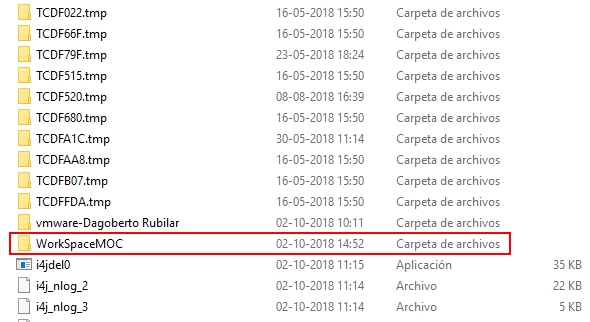 TCDF022.tmp 16-05-2018 15:50 Carpeta de archivos
TCDF66F.tmp 16-05-2018 15:50 Carpeta de archivos
TCDF79F.tmp 23-05-2018 18:24 Carpeta de archivos
TCDF515.tmp 16-05-2018 15:50 Carpeta de archivos
TCDF520.tmp 08-08-2018 16:39 Carpeta de archivos
TCDF680.tmp 16-05-2018 15:50 Carpeta de archivos
TCDFA1C.tmp 30-05-2018 11:14 Carpeta de archivos
TCDFAA8.tmp 16-05-2018 15:50 Carpeta de archivos
TCDFB07.tmp 16-05-2018 15:50 Carpeta de archivos
TCDFFDA.tmp 16-05-2018 15:50 Carpeta de archivos
vmware-Dagoberto Rubilar 02-10-2018 10:11 Carpeta de archivos
WorkSpaceMOC 02-10-2018 14:52 Carpeta de archivos
i4jdel0 02-10-2018 11:15 Aplicación 35 KB
i4j_nlog_2 02-10-2018 11:14 Archivo 22 KB
i4j_nlog_3 02-10-2018 11:14 Archivo 5 KB